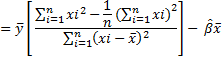 = ȳ [ (∑ⁿᵢ₌₁ xi² − 1/n (∑ⁿᵢ₌₁ xi)²) / ∑ⁿᵢ₌₁ (xi − x̄)² ] − β̂x̄